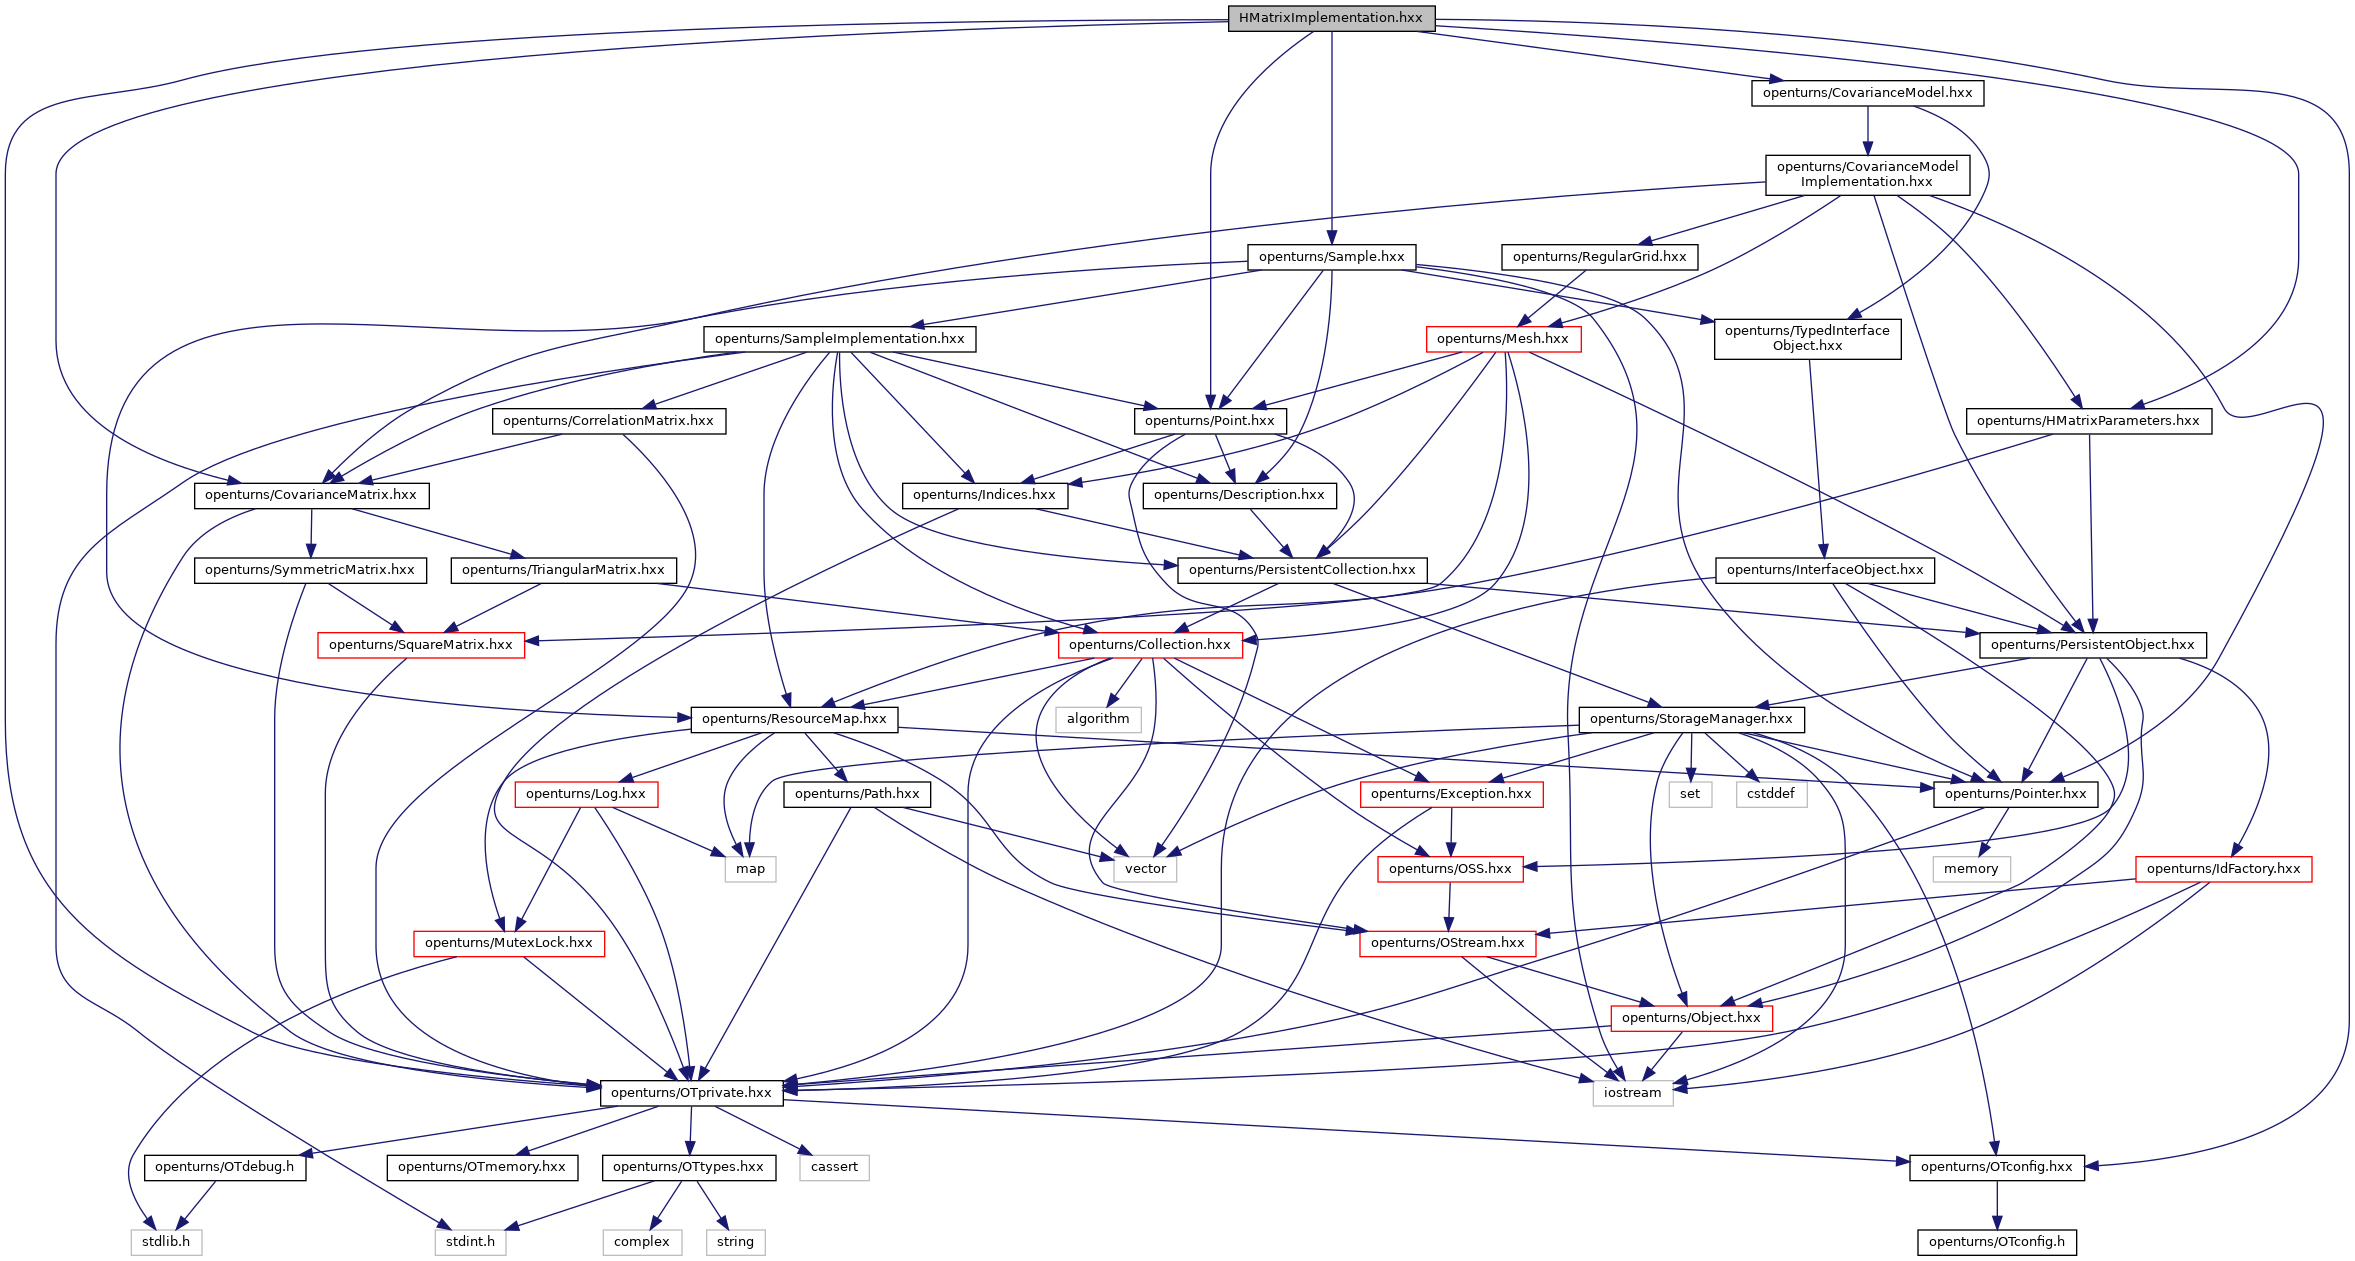 HMatrixImplementation.hxx
openturns/CovarianceModel.hxx
openturns/CovarianceModel
Implementation.hxx
openturns/Sample.hxx
openturns/RegularGrid.hxx
openturns/SampleImplementation.hxx
openturns/Mesh.hxx
openturns/TypedInterface
Object.hxx
openturns/CorrelationMatrix.hxx
openturns/Point.hxx
openturns/HMatrixParameters.hxx
openturns/CovarianceMatrix.hxx
openturns/Indices.hxx
openturns/Description.hxx
openturns/SymmetricMatrix.hxx
openturns/TriangularMatrix.hxx
openturns/PersistentCollection.hxx
openturns/InterfaceObject.hxx
openturns/SquareMatrix.hxx
openturns/Collection.hxx
openturns/PersistentObject.hxx
openturns/ResourceMap.hxx
algorithm
openturns/StorageManager.hxx
openturns/Log.hxx
openturns/Path.hxx
openturns/Exception.hxx
set
cstddef
openturns/Pointer.hxx
map
vector
openturns/OSS.hxx
memory
openturns/IdFactory.hxx
openturns/MutexLock.hxx
openturns/OStream.hxx
openturns/Object.hxx
openturns/OTprivate.hxx
iostream
openturns/OTdebug.h
openturns/OTmemory.hxx
openturns/OTtypes.hxx
cassert
openturns/OTconfig.hxx
stdlib.h
stdint.h
complex
string
openturns/OTconfig.h